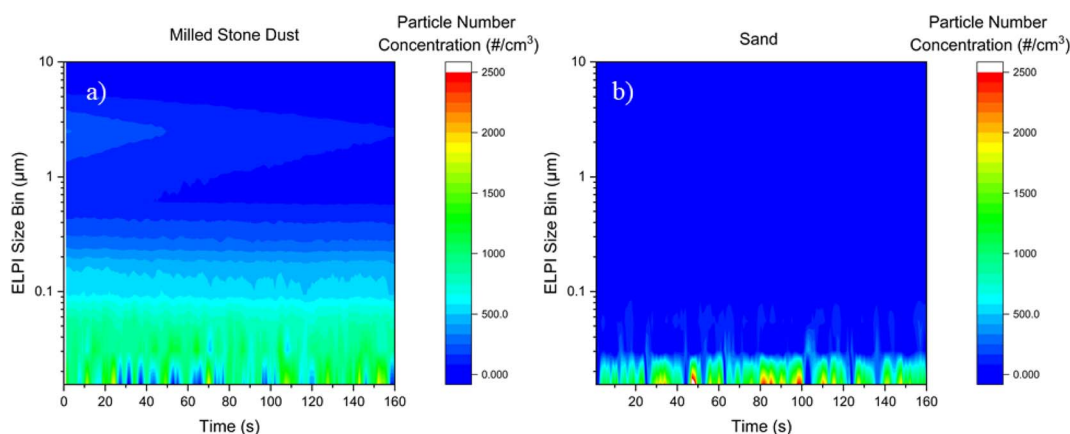 Milled Stone Dust
Particle Number
Concentration (#/cm³)
a)
10
1
0.1
ELPI Size Bin (μm)
0 20 40 60 80 100 120 140 160
Time (s)
2500
2000
1500
1000
500.0
0.000
Sand
Particle Number
Concentration (#/cm³)
b)
10
1
0.1
ELPI Size Bin (μm)
20 40 60 80 100 120 140 160
Time (s)
2500
2000
1500
1000
500.0
0.000